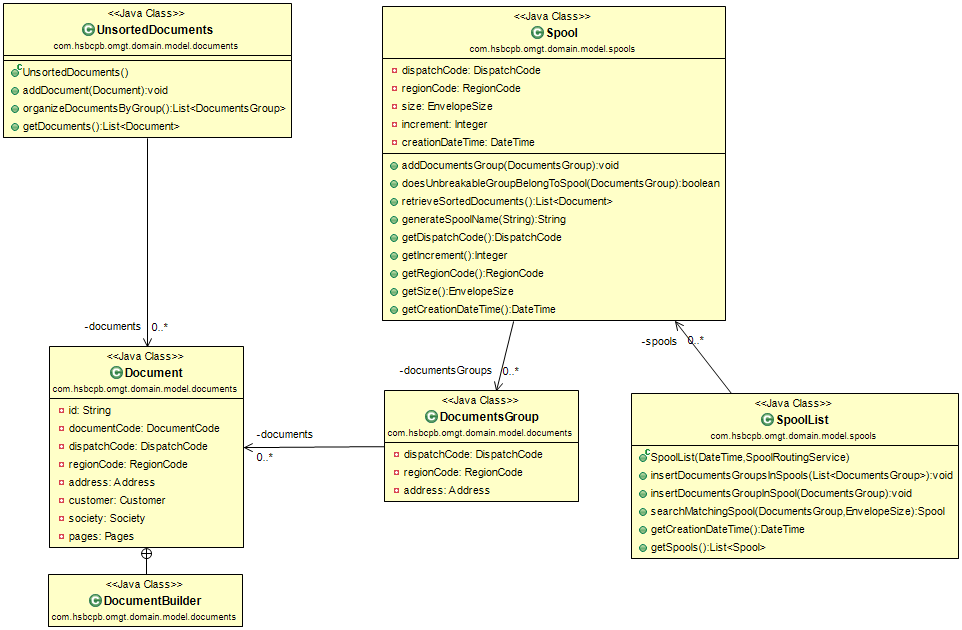 <<Java Class>>
UnsortedDocuments
com.hsbcpb.omgt.domain.model.documents
UnsortedDocuments()
addDocument(Document):void
organizeDocumentsByGroup():List<DocumentsGroup>
getDocuments():List<Document>
<<Java Class>>
Spool
com.hsbcpb.omgt.domain.model.spools
dispatchCode: DispatchCode
regionCode: RegionCode
size: EnvelopeSize
increment: Integer
creationDateTime: DateTime
addDocumentsGroup(DocumentsGroup):void
doesUnbreakableGroupBelongToSpool(DocumentsGroup):boolean
retrieveSortedDocuments():List<Document>
generateSpoolName(String):String
getDispatchCode():DispatchCode
getIncrement():Integer
getRegionCode():RegionCode
getSize():EnvelopeSize
getCreationDateTime():DateTime
-documents 0..*
-documentsGroups 0..*
-spools 0..*
<<Java Class>>
Document
com.hsbcpb.omgt.domain.model.documents
id: String
documentCode: DocumentCode
dispatchCode: DispatchCode
regionCode: RegionCode
address: Address
customer: Customer
society: Society
pages: Pages
-documents
0..*
<<Java Class>>
DocumentsGroup
com.hsbcpb.omgt.domain.model.documents
dispatchCode: DispatchCode
regionCode: RegionCode
address: Address
<<Java Class>>
SpoolList
com.hsbcpb.omgt.domain.model.spools
SpoolList(DateTime,SpoolRoutingService)
insertDocumentsGroupsInSpools(List<DocumentsGroup>):void
insertDocumentsGroupInSpool(DocumentsGroup):void
searchMatchingSpool(DocumentsGroup,EnvelopeSize):Spool
getCreationDateTime():DateTime
getSpools():List<Spool>
<<Java Class>>
DocumentBuilder
com.hsbcpb.omgt.domain.model.documents